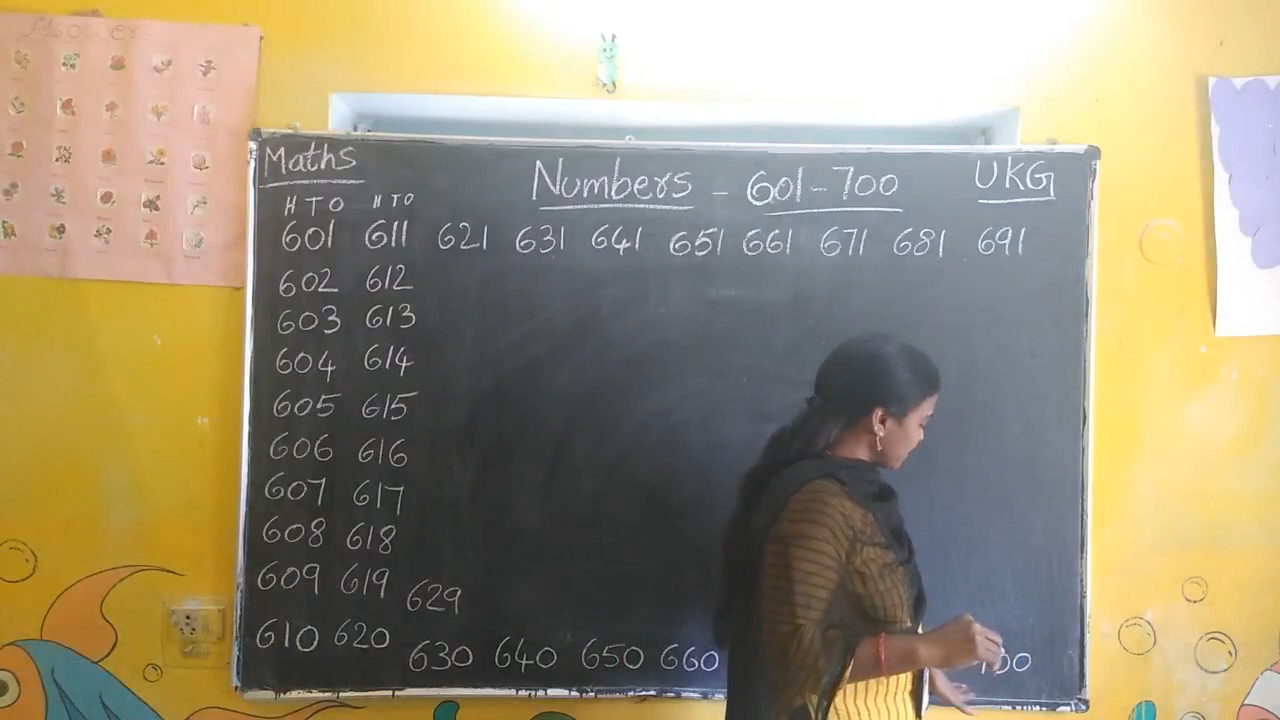 Flowers
Maths
Numbers - 601-700
UKG
H T O H T O
601 611 621 631 641 651 661 671 681 691
602 612
603 613
604 614
605 615
606 616
607 617
608 618
609 619 629
610 620 630 640 650 660